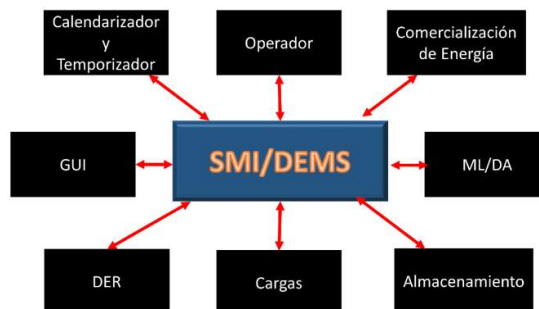 Calendarizador
y
Temporizador
Operador
Comercialización
de Energía
GUI
SMI/DEMS
ML/DA
DER
Cargas
Almacenamiento